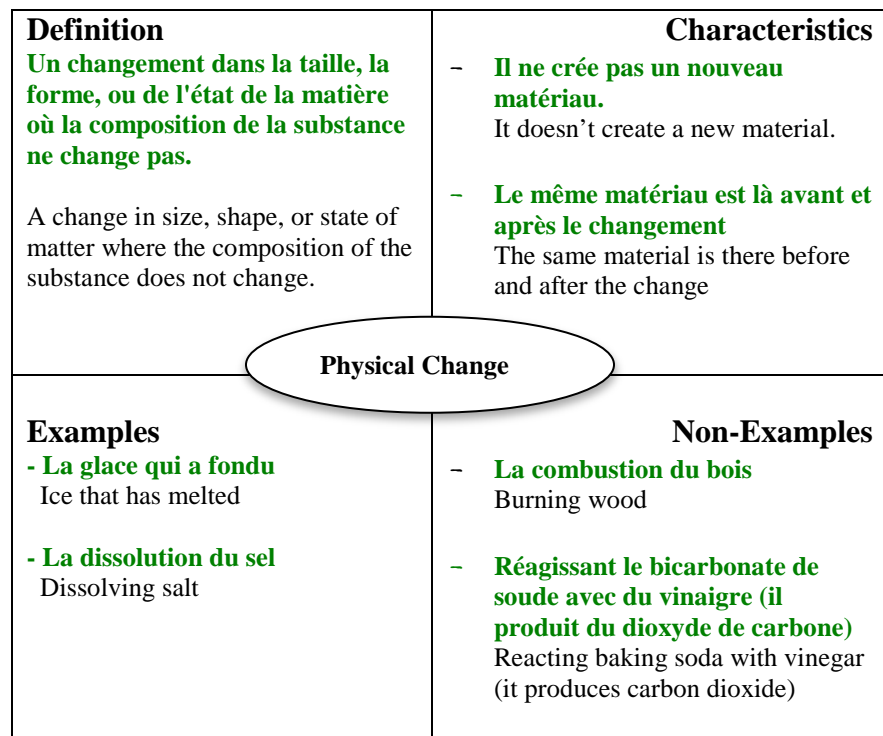 Definition
Un changement dans la taille, la
forme, ou de l'état de la matière
où la composition de la substance
ne change pas.
A change in size, shape, or state of
matter where the composition of the
substance does not change.
Characteristics
- Il ne crée pas un nouveau
matériau.
It doesn't create a new material.
- Le même matériau est là avant et
après le changement
The same material is there before
and after the change
Physical Change
Examples
- La glace qui a fondu
Ice that has melted
- La dissolution du sel
Dissolving salt
Non-Examples
- La combustion du bois
Burning wood
- Réagissant le bicarbonate de
soude avec du vinaigre (il
produit du dioxyde de carbone)
Reacting baking soda with vinegar
(it produces carbon dioxide)